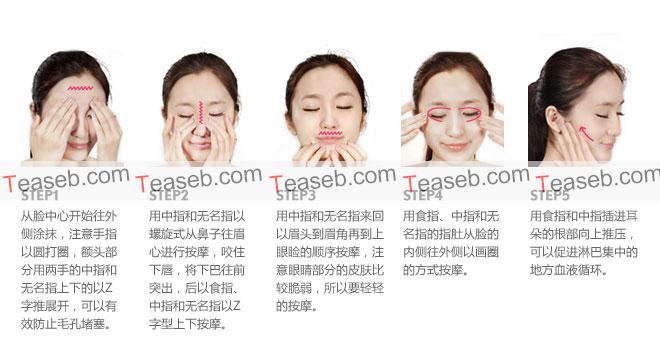 Teaseb.com
Teaseb.com
Teaseb.com
Teaseb.com
Teaseb.com
STEP1
从脸中心开始往外
侧涂抹，注意手指
以圆打圈，额头部
分用两手的中指和
无名指上下的以Z
字推展开，可以有
效防止毛孔堵塞。
STEP2
用中指和无名指以
螺旋式从鼻子往眉
心进行按摩，咬住
下唇，将下巴往前
突出，后以食指、
中指和无名指以Z
字型上下按摩。
STEP3
用中指和无名指来回
以眉头到眉角再到上
眼睑的顺序按摩，注
意眼睛部分的皮肤比
较脆弱，所以要轻轻
的按摩。
STEP4
用食指、中指和无
名指的指肚从脸的
内侧往外侧以画圈
的方式按摩。
STEP5
用食指和中指插进耳
朵的根部向上推压，
可以促进淋巴集中的
地方血液循环。